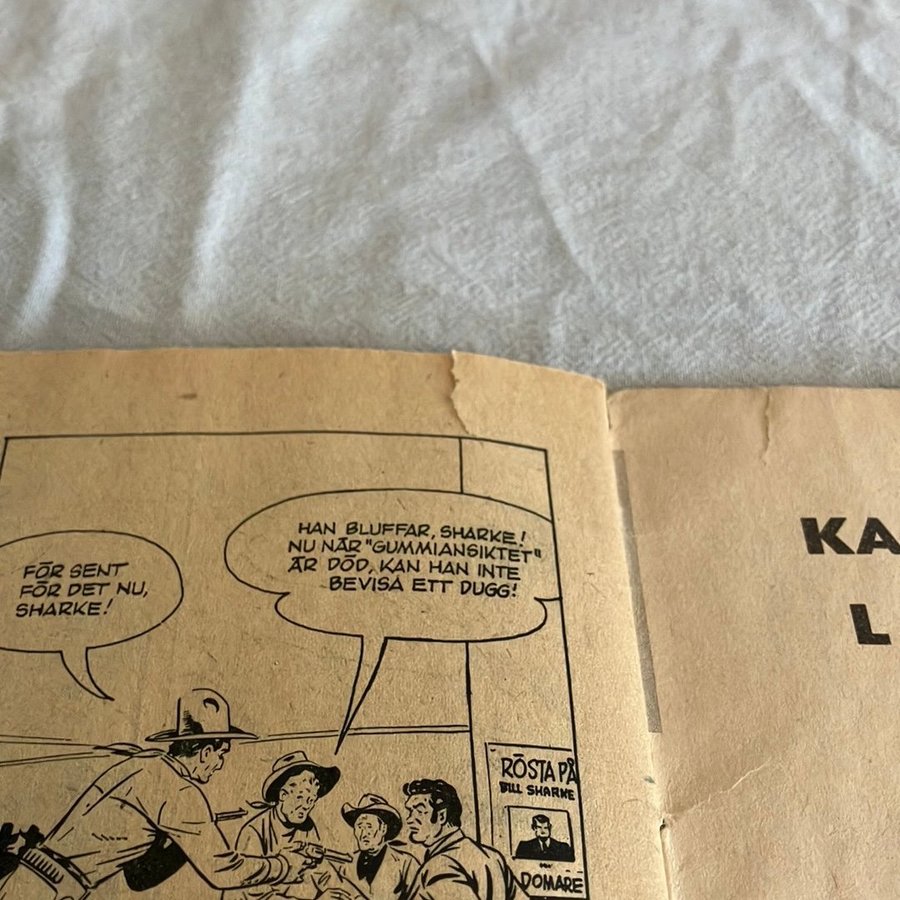 FÖR SENT
FÖR DET NU,
SHARKE!
HAN BLUFFAR, SHARKE!
NU NÄR "GUMMIANSIKTET"
ÄR DÖD, KAN HAN INTE
BEVISA ETT DUGG!
RÖSTA PÅ
BILL SHARKE
DOMARE
KA
L